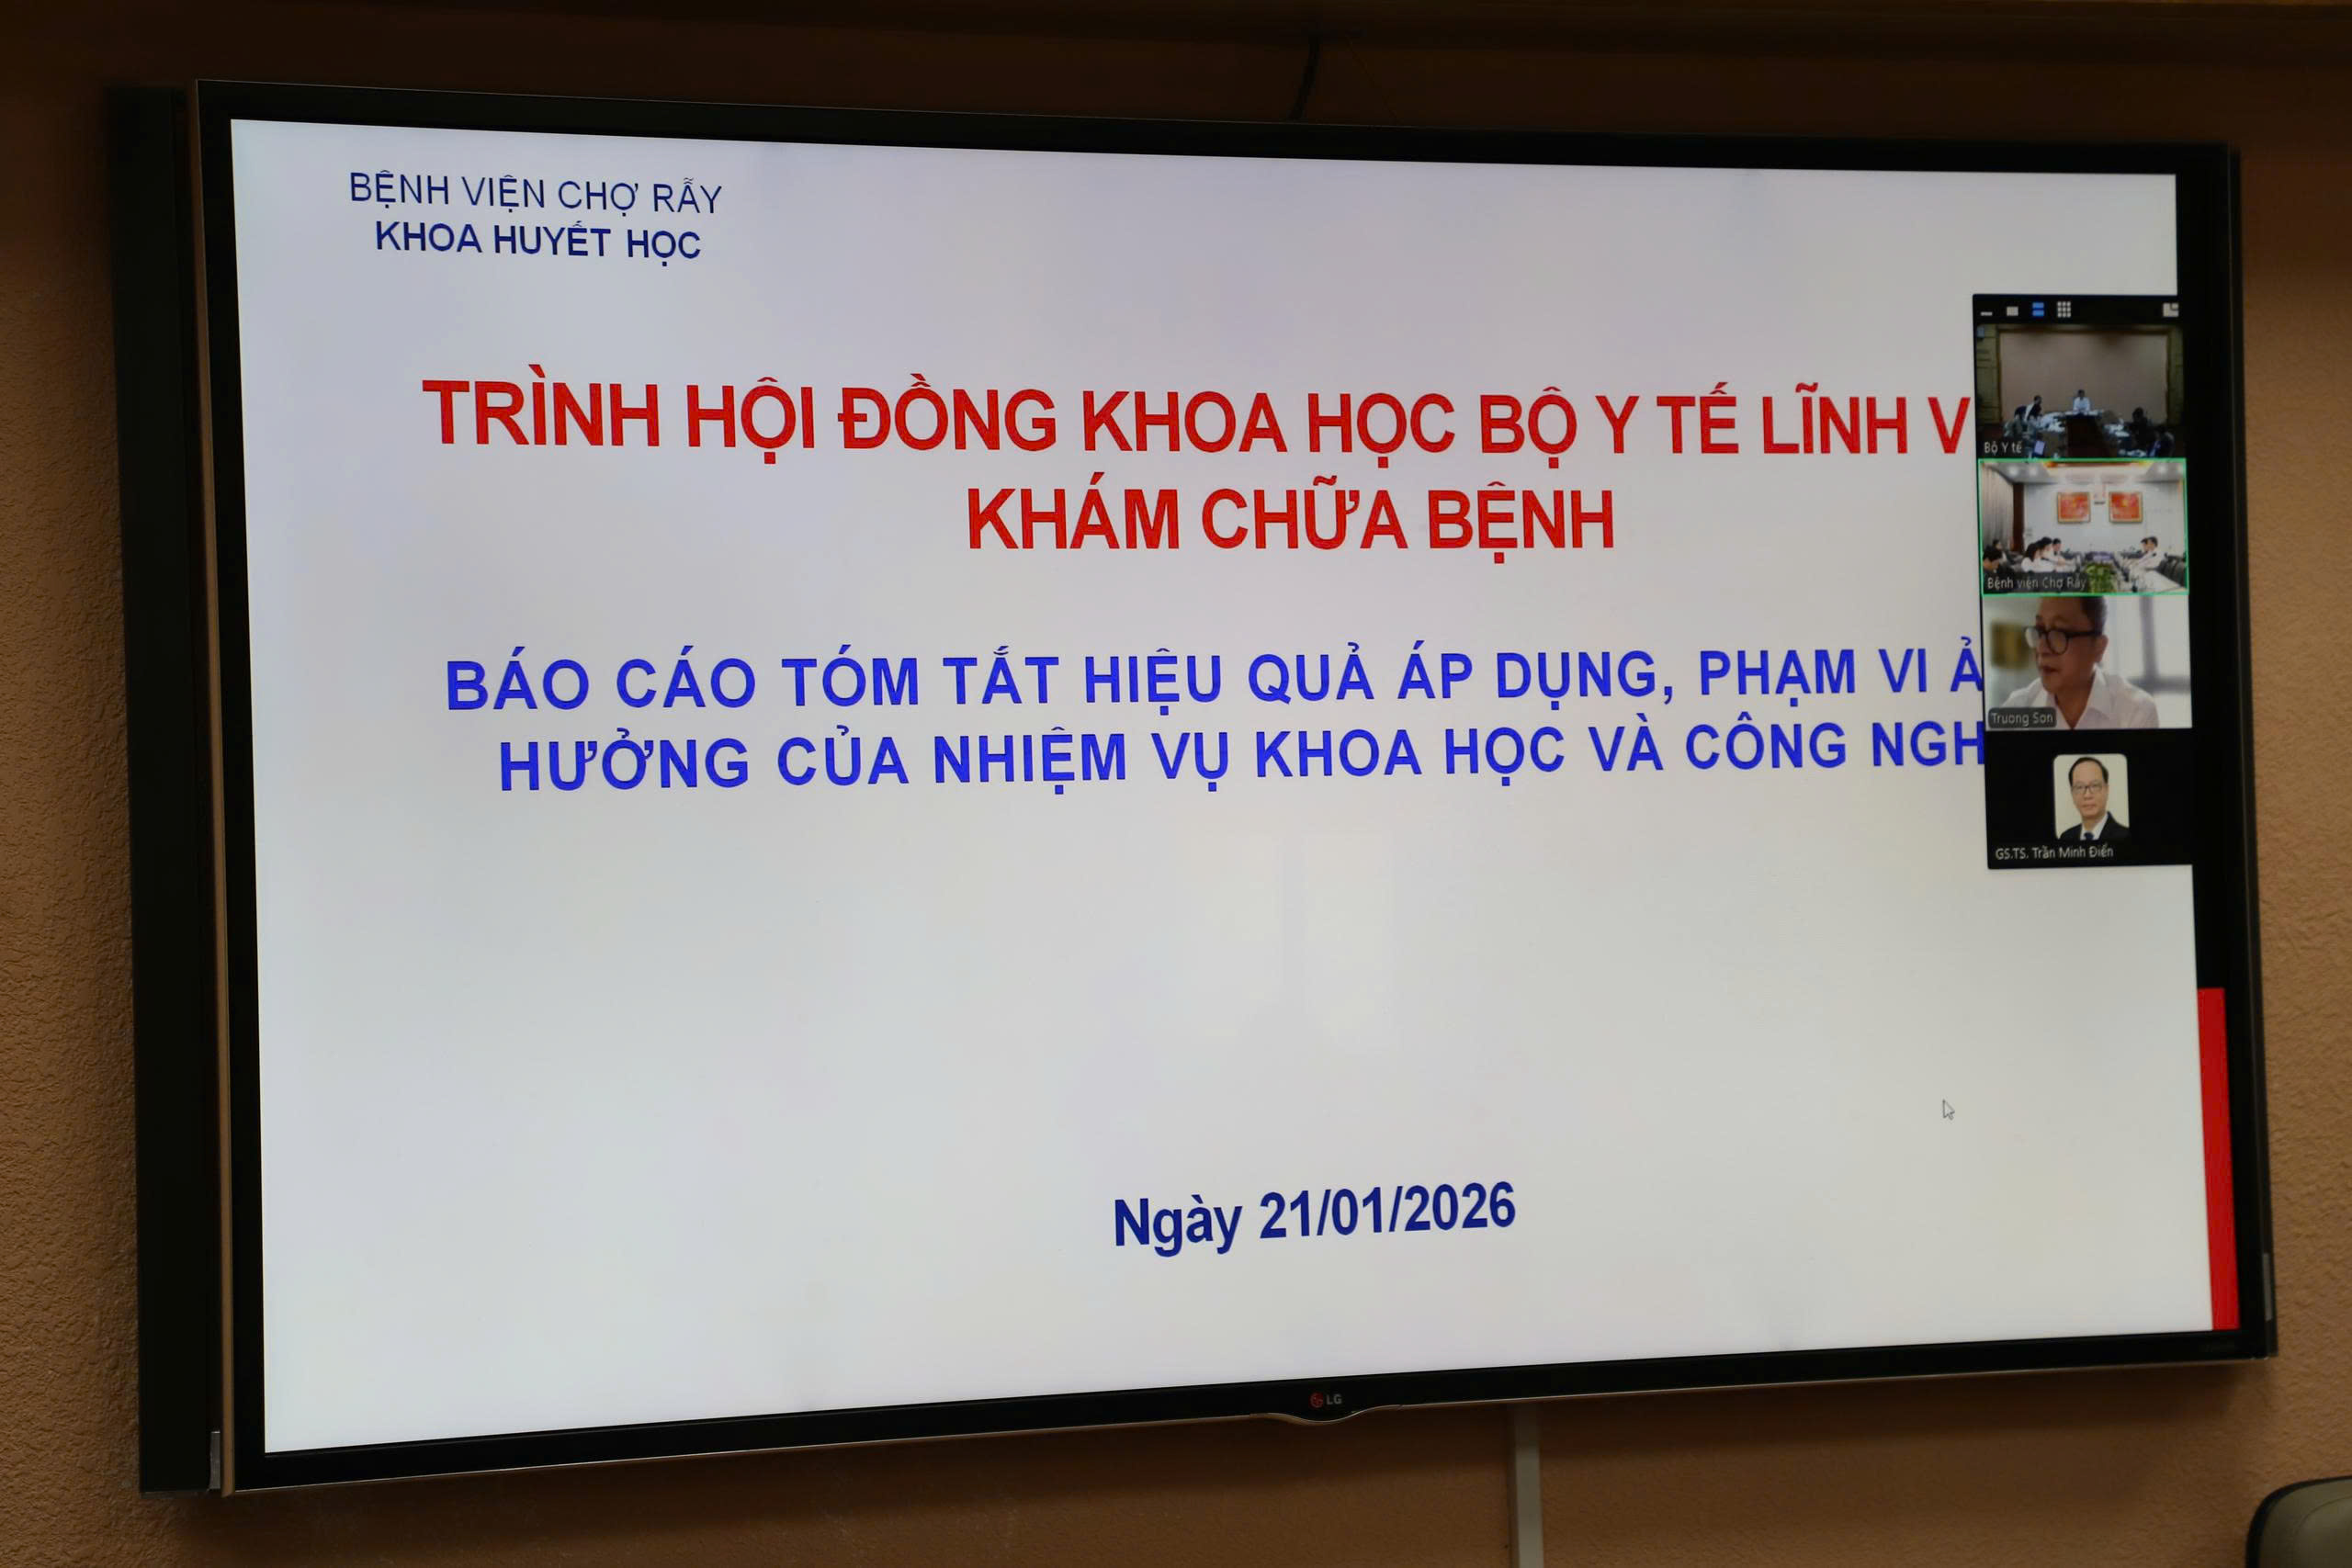 BỆNH VIỆN CHỢ RẪY
KHOA HUYẾT HỌC
TRÌNH HỘI ĐỒNG KHOA HỌC BỘ Y TẾ LĨNH V
KHÁM CHỮA BỆNH
BÁO CÁO TÓM TẮT HIỆU QUẢ ÁP DỤNG, PHẠM VI Ả
HƯỞNG CỦA NHIỆM VỤ KHOA HỌC VÀ CÔNG NGH
Ngày 21/01/2026
Bộ Y tế
Bệnh viện Chợ Rẫy
Truong Son
GS.TS. Trần Minh Điển
LG